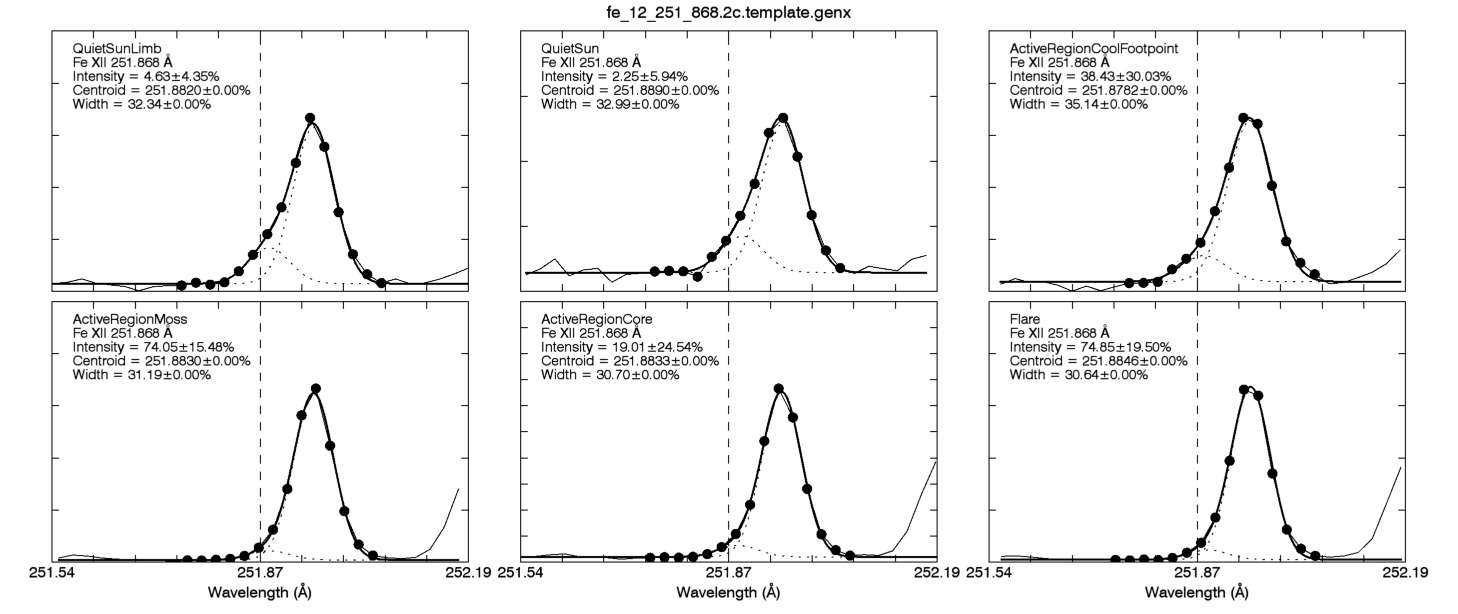 fe_12_251_868.2c.template.genx
QuietSunLimb
Fe XII 251.868 Å
Intensity = 4.63±4.35%
Centroid = 251.8820±0.00%
Width = 32.34±0.00%
QuietSun
Fe XII 251.868 Å
Intensity = 2.25±5.94%
Centroid = 251.8890±0.00%
Width = 32.99±0.00%
ActiveRegionCoolFootpoint
Fe XII 251.868 Å
Intensity = 38.43±30.03%
Centroid = 251.8782±0.00%
Width = 35.14±0.00%
ActiveRegionMoss
Fe XII 251.868 Å
Intensity = 74.05±15.48%
Centroid = 251.8830±0.00%
Width = 31.19±0.00%
ActiveRegionCore
Fe XII 251.868 Å
Intensity = 19.01±24.54%
Centroid = 251.8833±0.00%
Width = 30.70±0.00%
Flare
Fe XII 251.868 Å
Intensity = 74.85±19.50%
Centroid = 251.8846±0.00%
Width = 30.64±0.00%
251.54 251.87 252.19 251.54 251.87 252.19 251.54 251.87 252.19
Wavelength (Å) Wavelength (Å) Wavelength (Å)